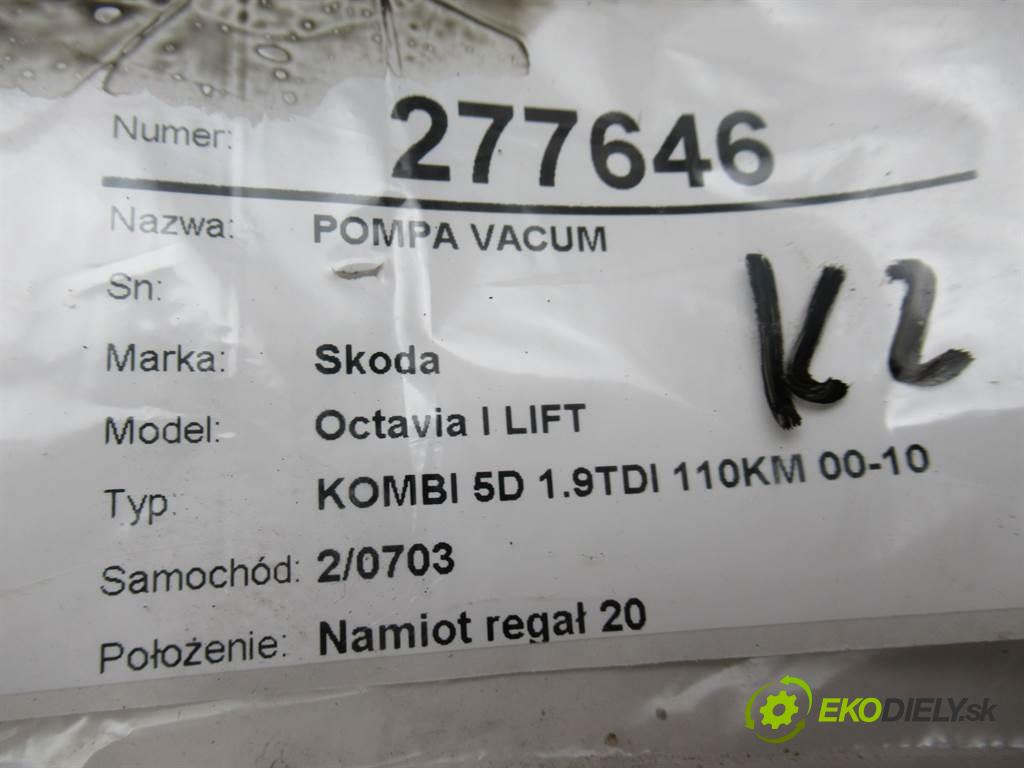 Numer: 277646
Nazwa: POMPA VACUM
Sn:
Marka: Skoda
Model: Octavia I LIFT
Typ: KOMBI 5D 1.9TDI 110KM 00-10
Samochód: 2/0703
Położenie: Namiot regał 20
K2
EKODIELY.sk